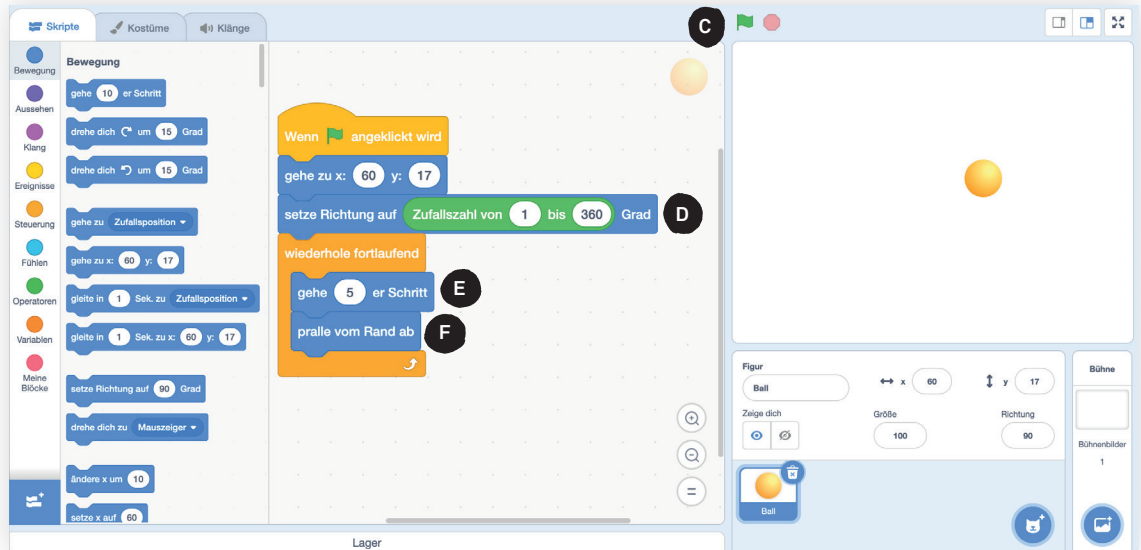 Skripte
Kostüme
Klänge
C
Bewegung
Aussehen
Klang
Ereignisse
Steuerung
Fühlen
Operatoren
Variablen
Meine
Blöcke
Bewegung
gehe 10 er Schritt
drehe dich um 15 Grad
drehe dich um 15 Grad
gehe zu Zufallsposition
gehe zu x: 60 y: 17
gleite in 1 Sek. zu Zufallsposition
gleite in 1 Sek. zu x: 60 y: 17
setze Richtung auf 90 Grad
drehe dich zu Mauszeiger
ändere x um 10
setze x auf 60
Wenn angeklickt wird
gehe zu x: 60 y: 17
setze Richtung auf Zufallszahl von 1 bis 360 Grad
D
wiederhole fortlaufend
gehe 5 er Schritt
E
pralle vom Rand ab
F
Lager
Figur
Ball
x 60
y 17
Zeige dich
Größe
100
Richtung
90
Ball
Bühne
Bühnenbilder
1